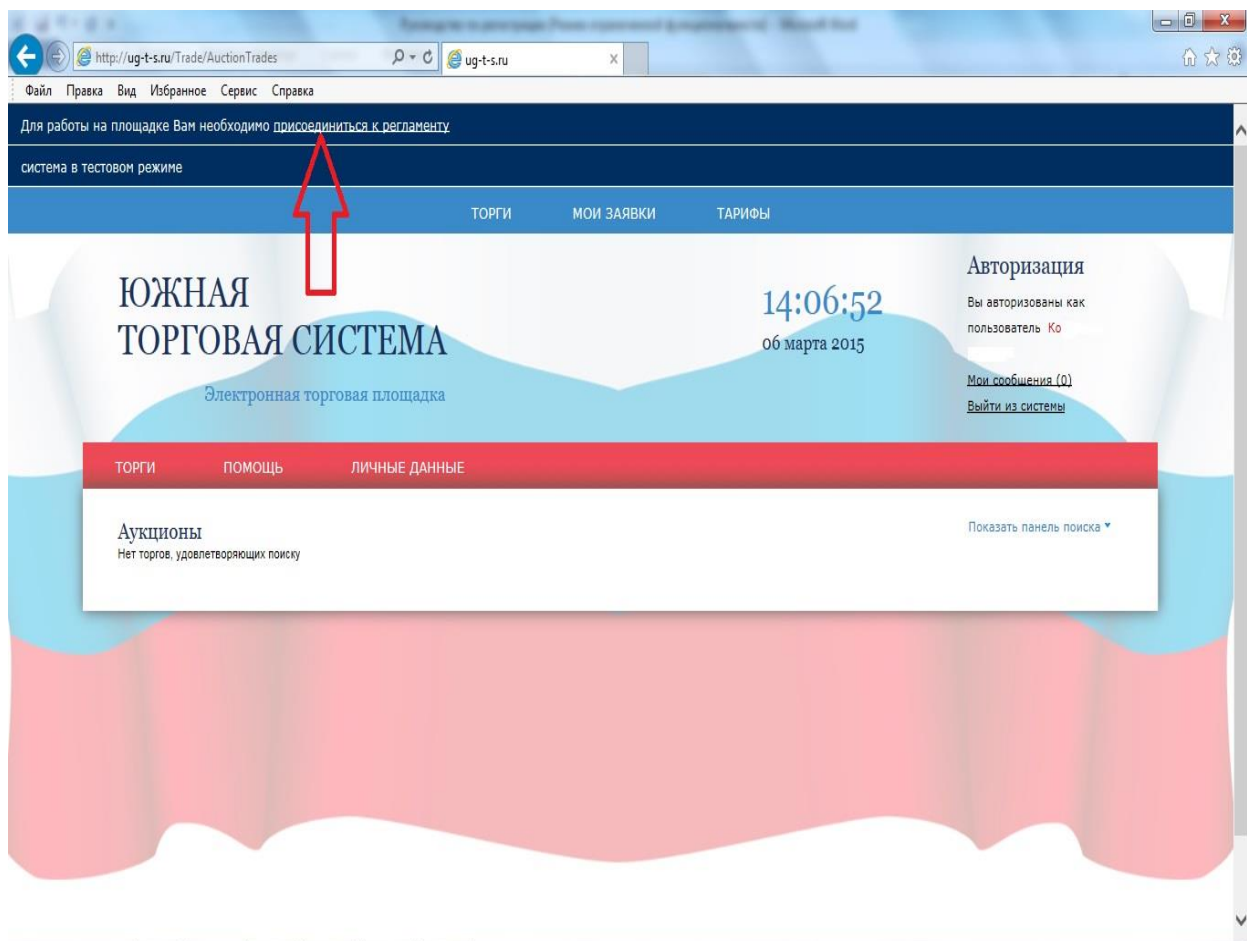 http://ug-t-s.ru/Trade/AuctionTrades
ug-t-s.ru
Файл Правка Вид Избранное Сервис Справка
Для работы на площадке Вам необходимо присоединиться к регламенту
система в тестовом режиме
ТОРГИ МОИ ЗАЯВКИ ТАРИФЫ
ЮЖНАЯ
ТОРГОВАЯ СИСТЕМА
Электронная торговая площадка
14:06:52
06 марта 2015
Авторизация
Вы авторизованы как
пользователь Ко
Мои сообщения (0)
Выйти из системы
ТОРГИ ПОМОЩЬ ЛИЧНЫЕ ДАННЫЕ
Аукционы
Нет торгов, удовлетворяющих поиску
Показать панель поиска